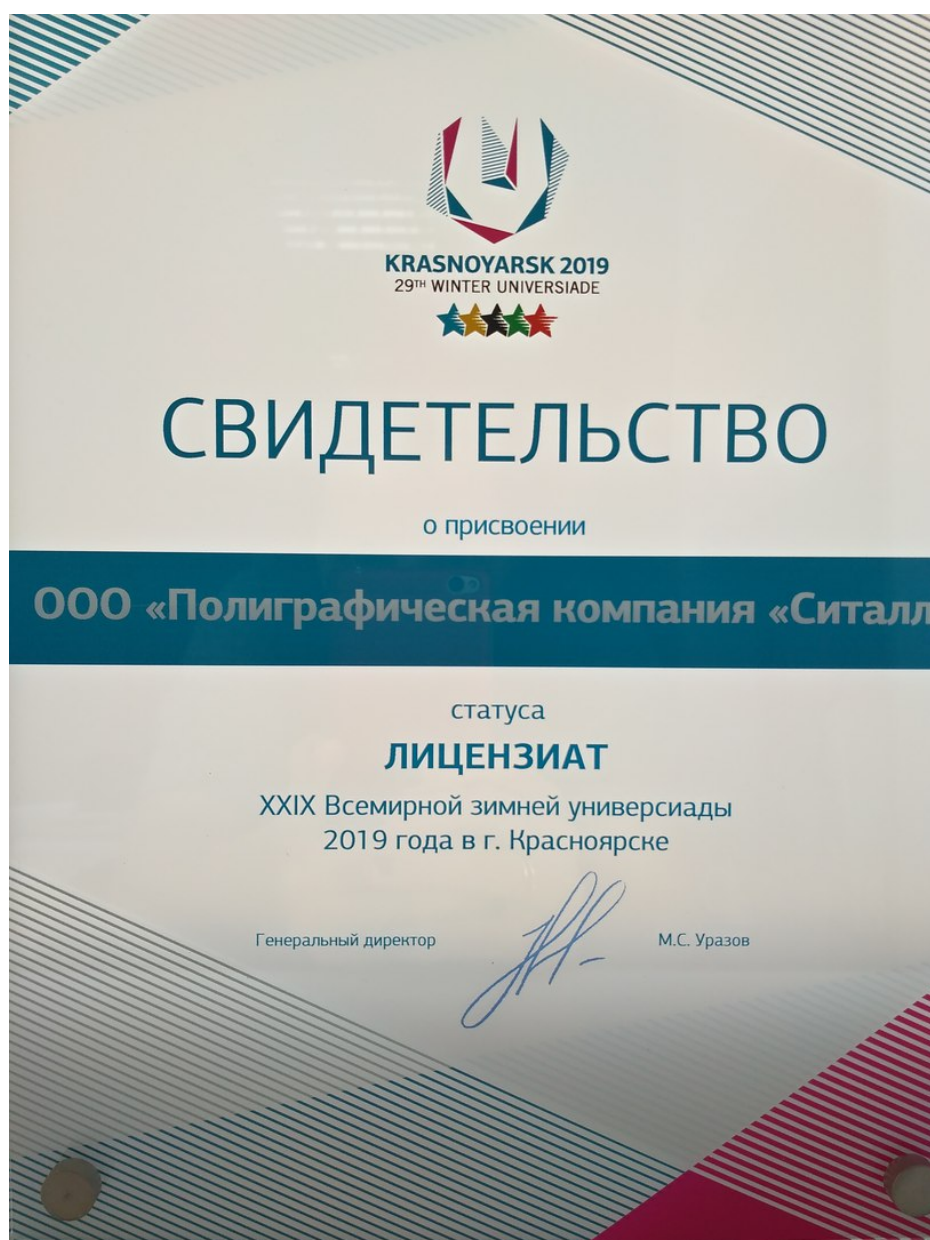 KRASNOYARSK 2019
29TH WINTER UNIVERSIADE
СВИДЕТЕЛЬСТВО
о присвоении
ООО «Полиграфическая компания «Ситалл
статуса
ЛИЦЕНЗИАТ
XXIX Всемирной зимней универсиады
2019 года в г. Красноярске
Генеральный директор М.С. Уразов